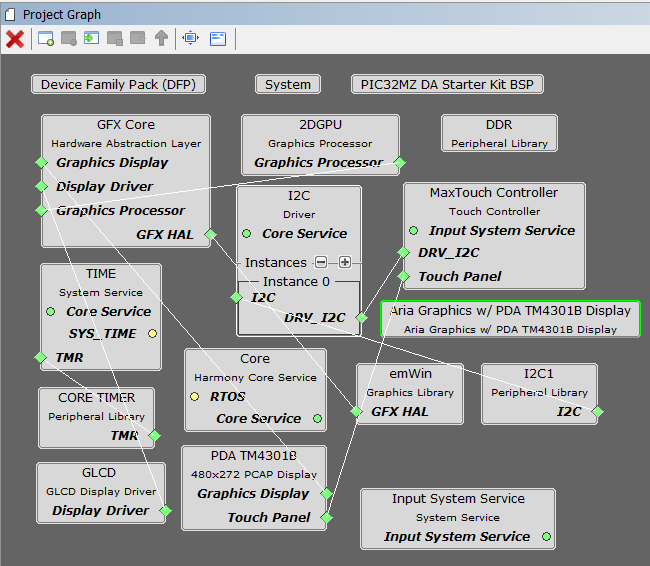 Project Graph
Device Family Pack (DFP)
System
PIC32MZ DA Starter Kit BSP
GFX Core
Hardware Abstraction Layer
Graphics Display
Display Driver
Graphics Processor
GFX HAL
2DGPU
Graphics Processor
Graphics Processor
DDR
Peripheral Library
I2C
Driver
Core Service
Instances
Instance 0
I2C
DRV_I2C
MaxTouch Controller
Touch Controller
Input System Service
DRV_I2C
Touch Panel
TIME
System Service
Core Service
SYS_TIME
TMR
Aria Graphics w/ PDA TM4301B Display
Aria Graphics w/ PDA TM4301B Display
Core
Harmony Core Service
RTOS
Core Service
emWin
Graphics Library
GFX HAL
I2C1
Peripheral Library
I2C
CORE TIMER
Peripheral Library
TMR
PDA TM4301B
480x272 PCAP Display
Graphics Display
Touch Panel
GLCD
GLCD Display Driver
Display Driver
Input System Service
System Service
Input System Service